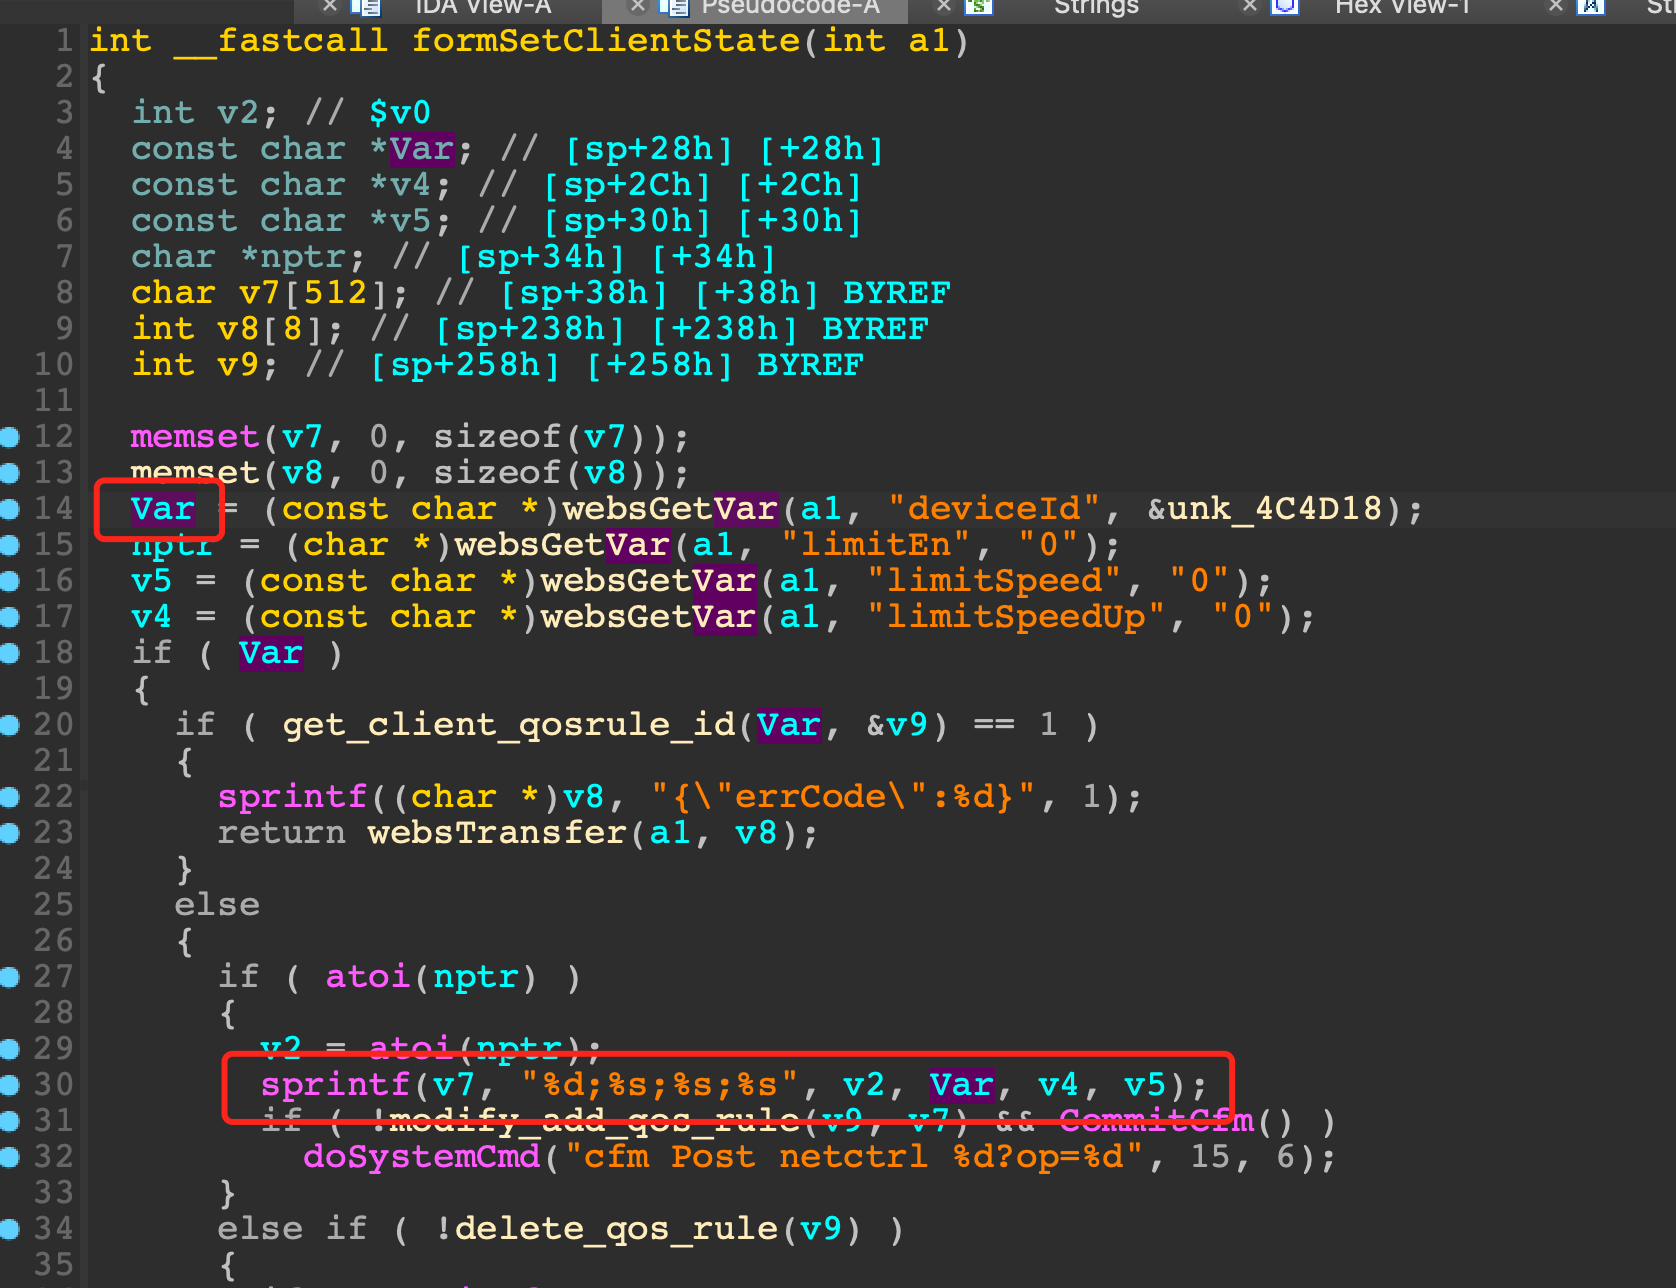 IDA View-A Pseudocode-A Strings Hex View-1
1 int __fastcall formSetClientState(int a1)
2 {
3 int v2; // $v0
4 const char *Var; // [sp+28h] [+28h]
5 const char *v4; // [sp+2Ch] [+2Ch]
6 const char *v5; // [sp+30h] [+30h]
7 char *nptr; // [sp+34h] [+34h]
8 char v7[512]; // [sp+38h] [+38h] BYREF
9 int v8[8]; // [sp+238h] [+238h] BYREF
10 int v9; // [sp+258h] [+258h] BYREF
11
12 memset(v7, 0, sizeof(v7));
13 memset(v8, 0, sizeof(v8));
14 Var = (const char *)websGetVar(a1, "deviceId", &unk_4C4D18);
15 nptr = (char *)websGetVar(a1, "limitEn", "0");
16 v5 = (const char *)websGetVar(a1, "limitSpeed", "0");
17 v4 = (const char *)websGetVar(a1, "limitSpeedUp", "0");
18 if ( Var )
19 {
20 if ( get_client_qosrule_id(Var, &v9) == 1 )
21 {
22 sprintf((char *)v8, "{\"errCode\":%d}", 1);
23 return websTransfer(a1, v8);
24 }
25 else
26 {
27 if ( atoi(nptr) )
28 {
29 v2 = atoi(nptr);
30 sprintf(v7, "%d;%s;%s;%s", v2, Var, v4, v5);
31 if ( !modify_add_qos_rule(v9, v7) && CommitCfm() )
32 doSystemCmd("cfm Post netctrl %d?op=%d", 15, 6);
33 }
34 else if ( !delete_qos_rule(v9) )
35 {